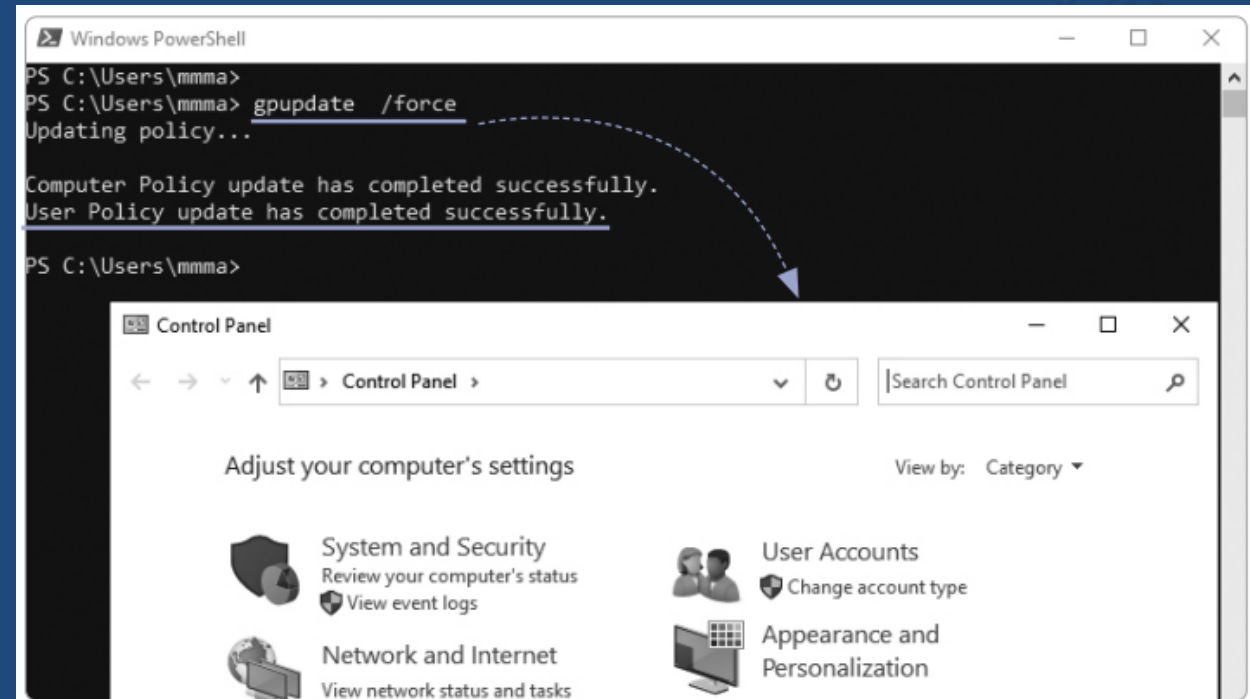 Windows PowerShell
PS C:\Users\mmma>
PS C:\Users\mmma> gpupdate  /force
Updating policy...
Computer Policy update has completed successfully.
User Policy update has completed successfully.
PS C:\Users\mmma>
Control Panel
Control Panel
Search Control Panel
Adjust your computer's settings
View by: Category
System and Security
Review your computer's status
View event logs
Network and Internet
View network status and tasks
User Accounts
Change account type
Appearance and
Personalization